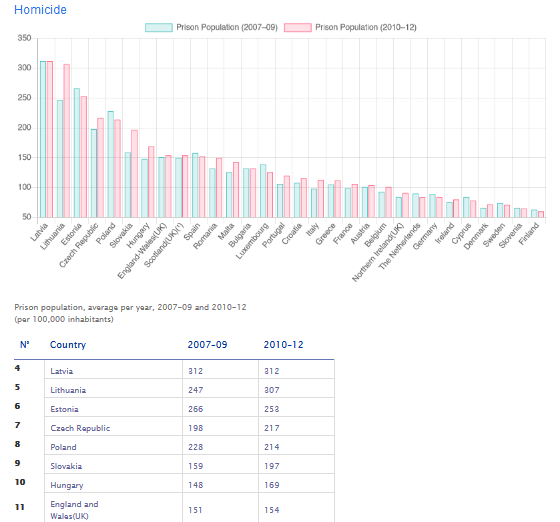 Homicide
Prison Population (2007–09) Prison Population (2010–12)
350
300
250
200
150
100
50
Latvia
Lithuania
Estonia
Czech Republic
Poland
Slovakia
Hungary
England-Wales(UK)
Scotland(UK)(¹)
Spain
Romania
Malta
Bulgaria
Luxembourg
Portugal
Croatia
Italy
Greece
France
Austria
Belgium
Northern Ireland(UK)
The Netherlands
Germany
Ireland
Cyprus
Denmark
Sweden
Slovenia
Finland
Prison population, average per year, 2007–09 and 2010–12
(per 100,000 inhabitants)
N° Country 2007-09 2010-12
4 Latvia 312 312
5 Lithuania 247 307
6 Estonia 266 253
7 Czech Republic 198 217
8 Poland 228 214
9 Slovakia 159 197
10 Hungary 148 169
11 England and Wales(UK) 151 154